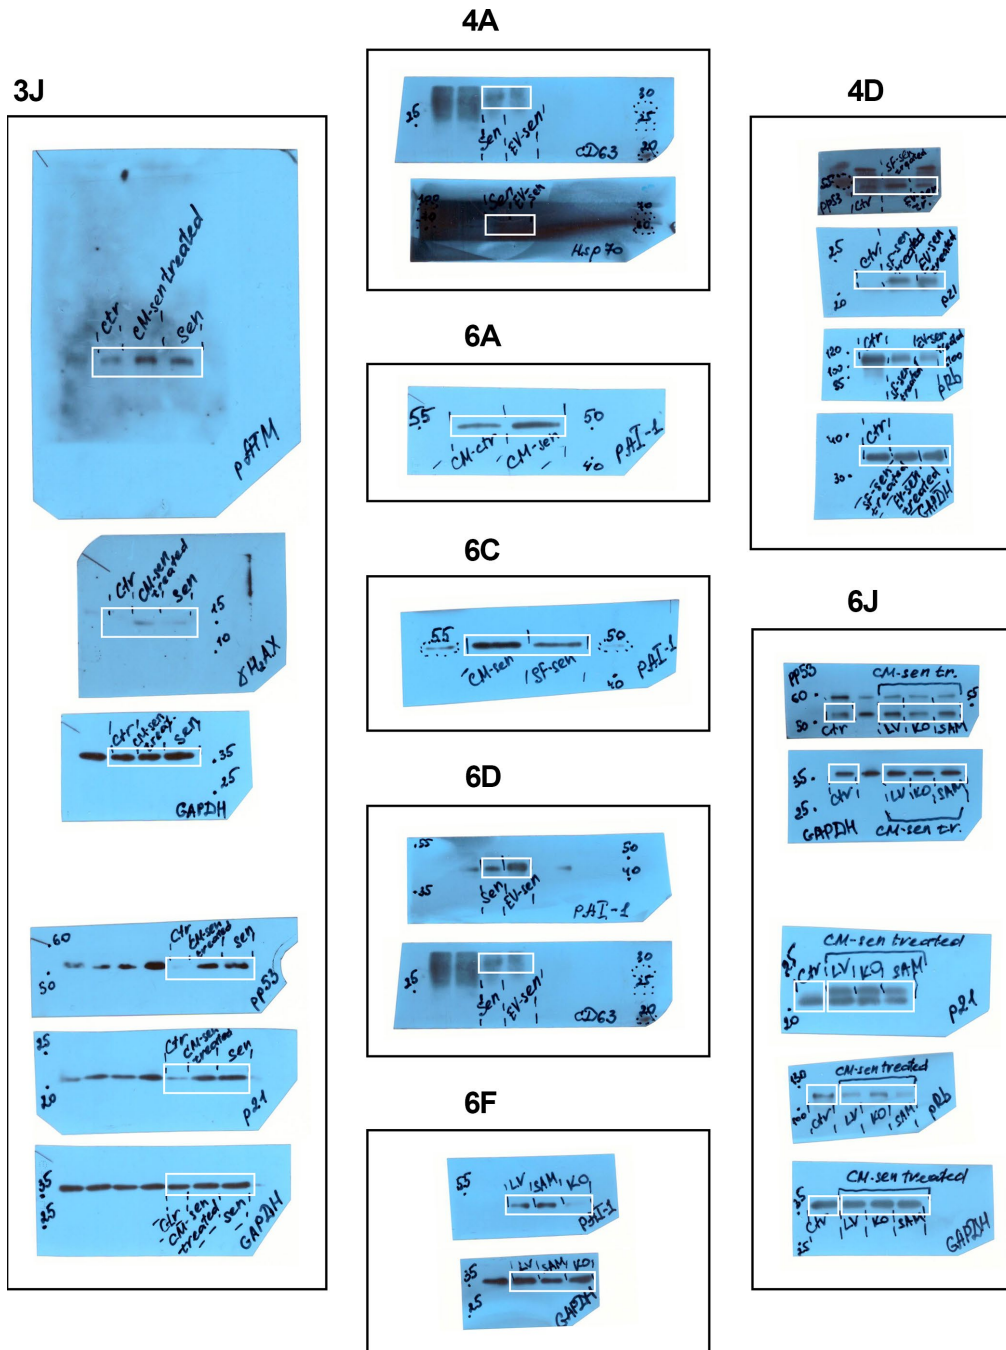 3J
Ctr
CM-sen treated
Sen
pATM
Ctr
CM-sen treated
Sen
15
10
γH2AX
Ctr
CM-sen treat.
Sen
35
25
GAPDH
60
50
Ctr
CM-sen treated
Sen
pp53
25
20
Ctr
CM-sen treated
Sen
p21
35
25
Ctr
CM-sen treated
Sen
GAPDH
4A
25
30
25
20
Sen
EV-sen
CD63
100
40
Sen
EV-sen
70
60
Hsp70
6A
55
50
40
CM-ctr
CM-sen
PAI-1
6C
55
50
40
CM-sen
SF-sen
PAI-1
6D
55
35
50
40
Sen
EV-sen
PAI-1
25
30
25
20
Sen
EV-sen
CD63
6F
55
LV
SAM
KO
PAI-1
35
25
LV
SAM
KO
GAPDH
4D
55
SF-sen treated
pp53
Ctr
EV-sen tr.
25
20
Ctr
SF-sen treated
EV-sen treated
p21
120
100
85
Ctr
EV-sen treated
100
SF-sen treated
pRb
40
30
Ctr
SF-sen treated
EV-sen treated
GAPDH
6J
pp53
CM-sen tr.
60
55
50
Ctr
LV
KO
SAM
35
25
Ctr
LV
KO
SAM
GAPDH
CM-sen tr.
CM-sen treated
25
Ctr
LV
KO
SAM
20
p21
130
CM-sen treated
100
Ctr
LV
KO
SAM
pRb
CM-sen treated
35
25
Ctr
LV
KO
SAM
GAPDH